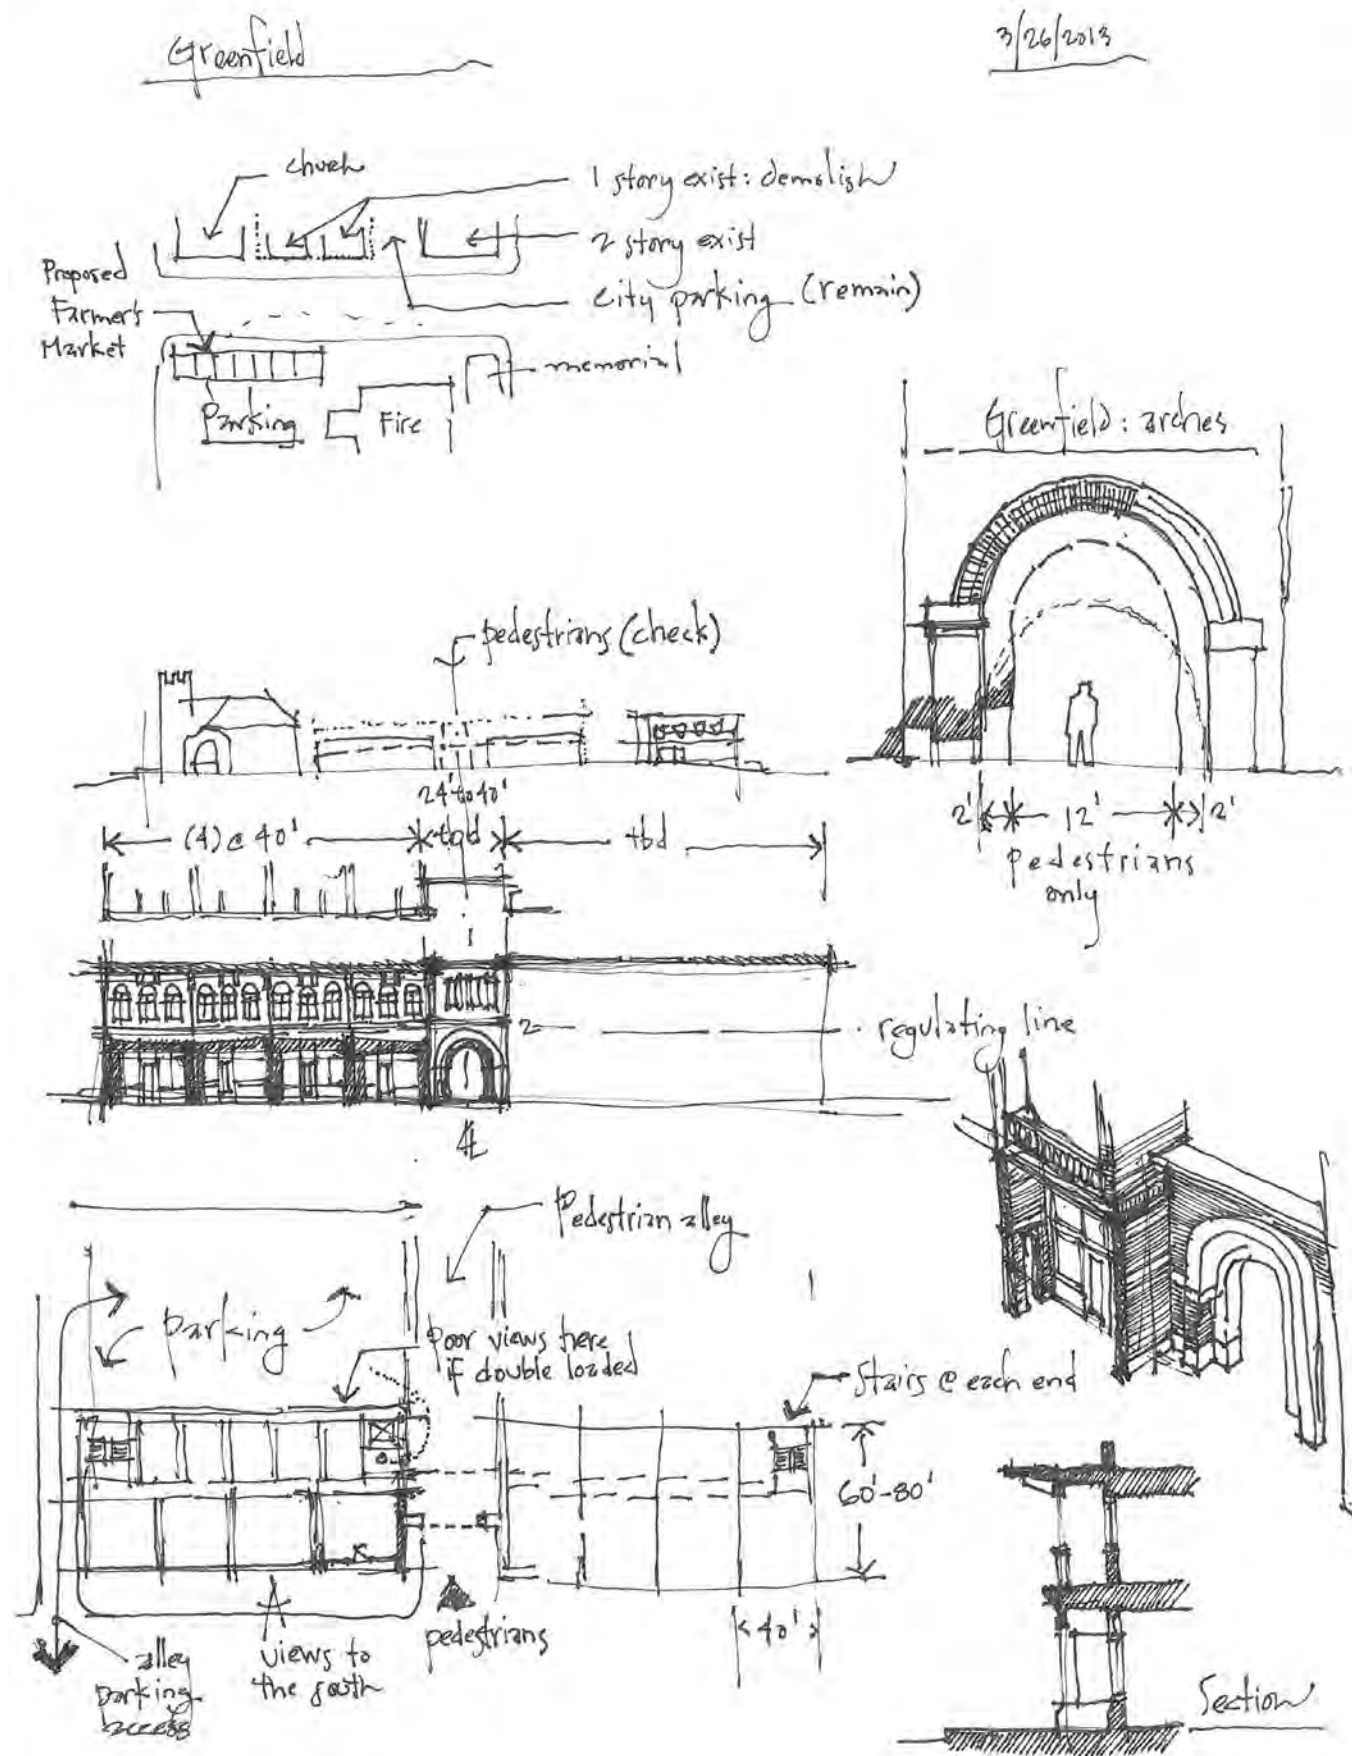 Greenfield
3/26/2013
church
1 story exist: demolish
2 story exist
city parking (remain)
Proposed
Farmer's
Market
memorial
Parking
Fire
Greenfield: arches
pedestrians (check)
24' to 40'
(4) @ 40'
tbd
tbd
2' 12' 2'
pedestrians
only
regulating line
Pedestrian alley
parking
poor views here
if double loaded
Stairs @ each end
60'-80'
40'
pedestrians
alley
parking
access
views to
the south
Section